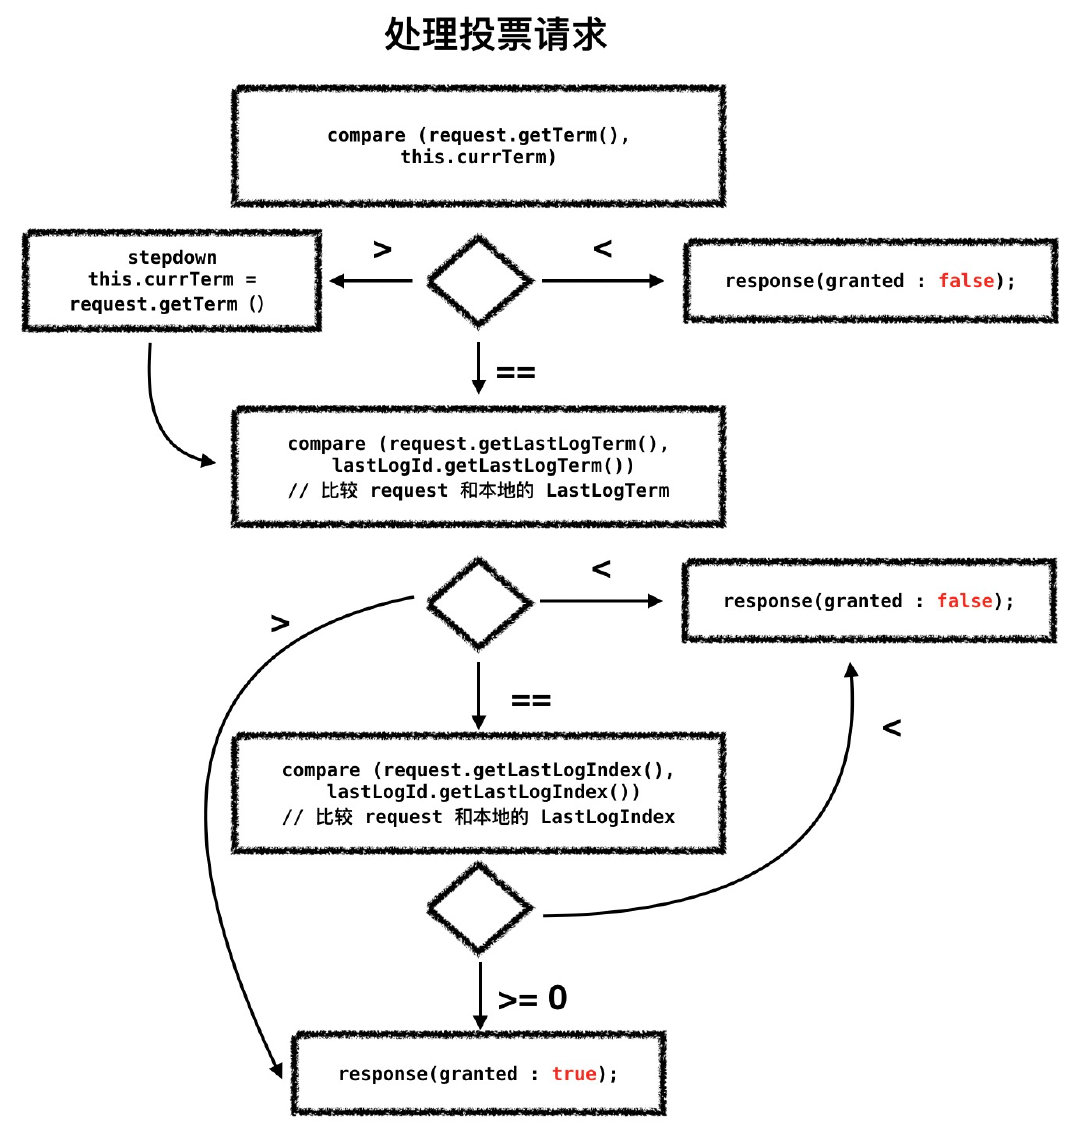 处理投票请求
compare (request.getTerm(),
this.currTerm)
>
<
stepdown
this.currTerm =
request.getTerm（）
response(granted : false);
==
compare (request.getLastLogTerm(),
lastLogId.getLastLogTerm())
// 比较 request 和本地的 LastLogTerm
<
response(granted : false);
>
==
<
compare (request.getLastLogIndex(),
lastLogId.getLastLogIndex())
// 比较 request 和本地的 LastLogIndex
>= 0
response(granted : true);